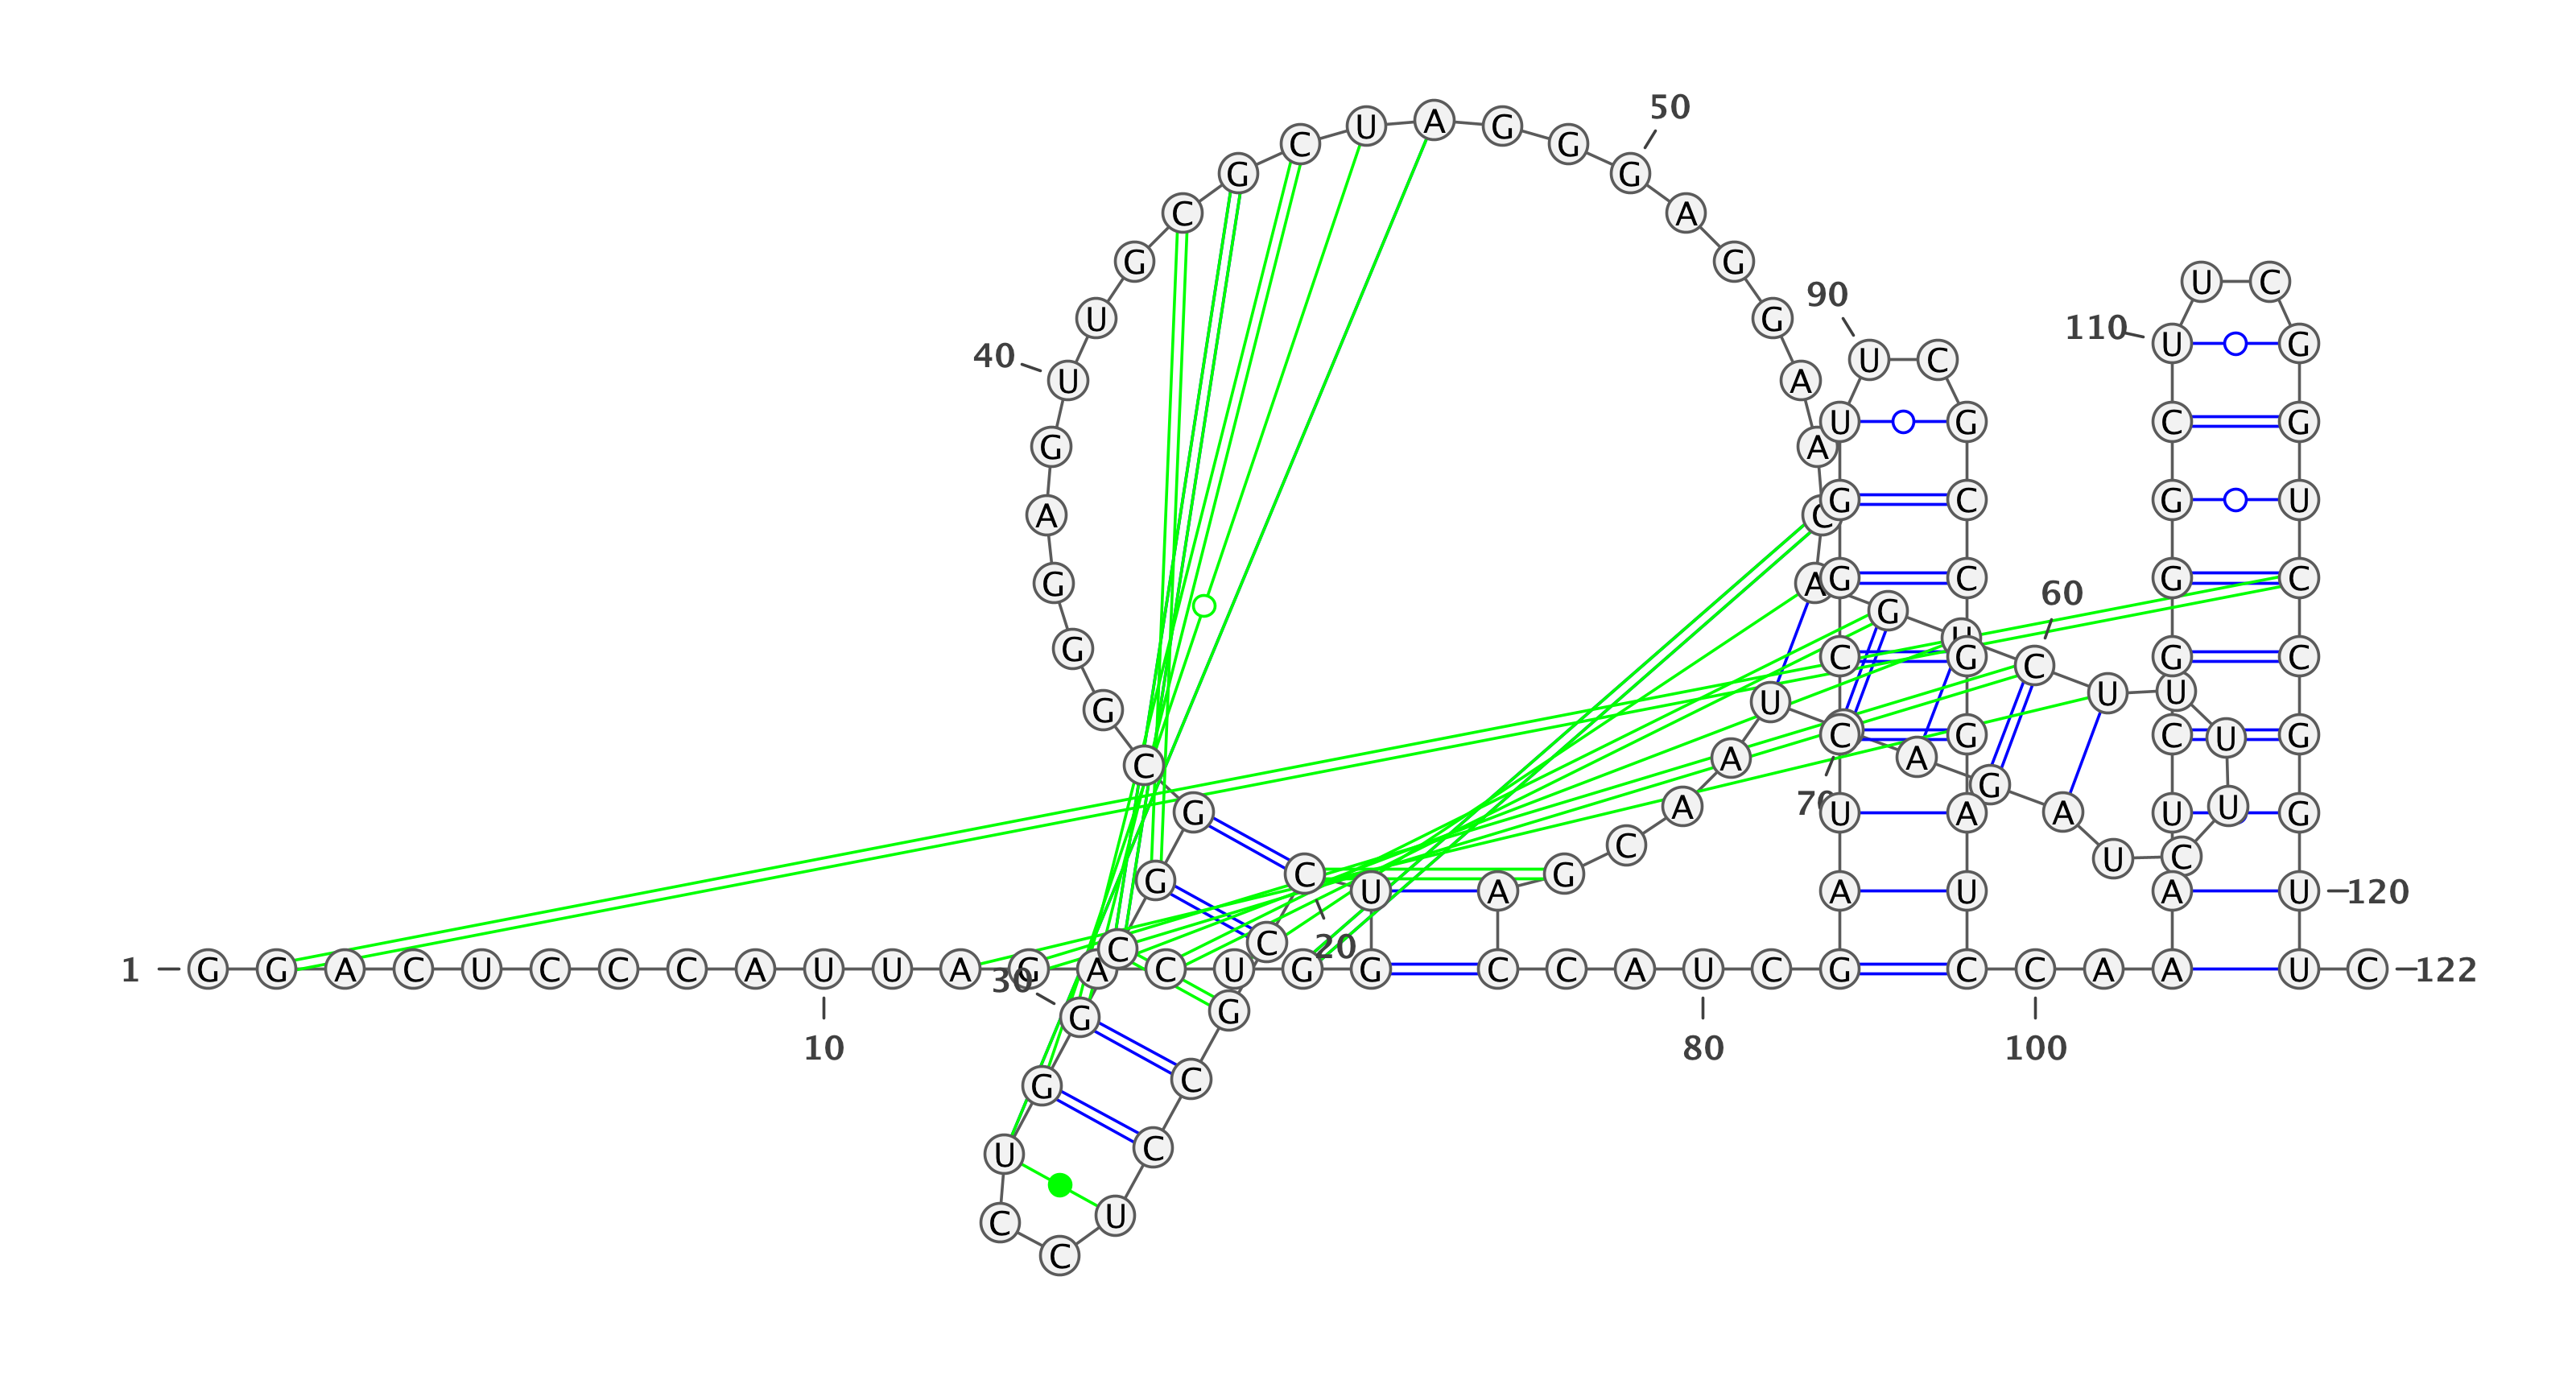 50
C U A G G
G G
C A
G G
U C
90
U G
110 U G
40 U U C
U A
U G C G
G A
G C G U
A C
G A G C G C
60
G
U
G C G C G C
U U U
G
C G C U G
A A
C G
G A 70 U A A U U G
C U C
G C U A G A U A U 120
C C 20
1 G G A C U C C C A U U A G A C U G G C C A U C G C C A A U C 122
30 G G
10 80 100
G C
U C
C U
C